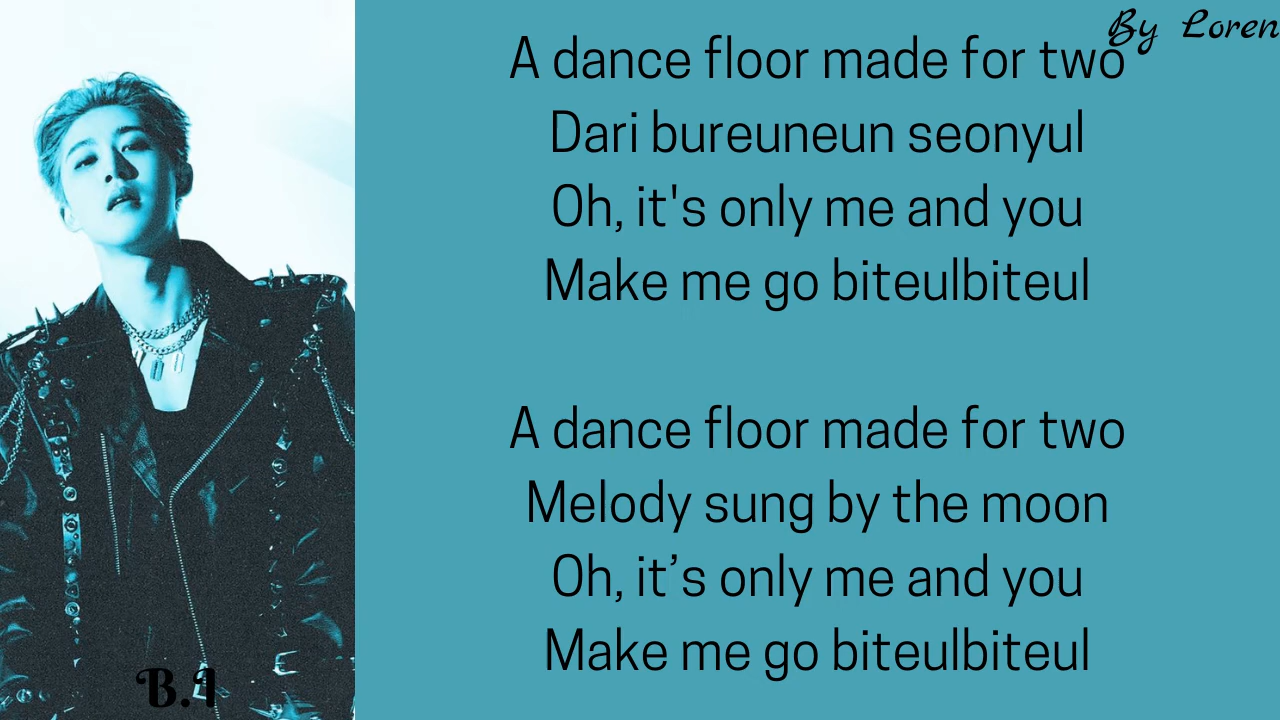 By Loren
A dance floor made for two
Dari bureuneun seonyul
Oh, it's only me and you
Make me go biteulbiteul
A dance floor made for two
Melody sung by the moon
Oh, it’s only me and you
Make me go biteulbiteul
B.I